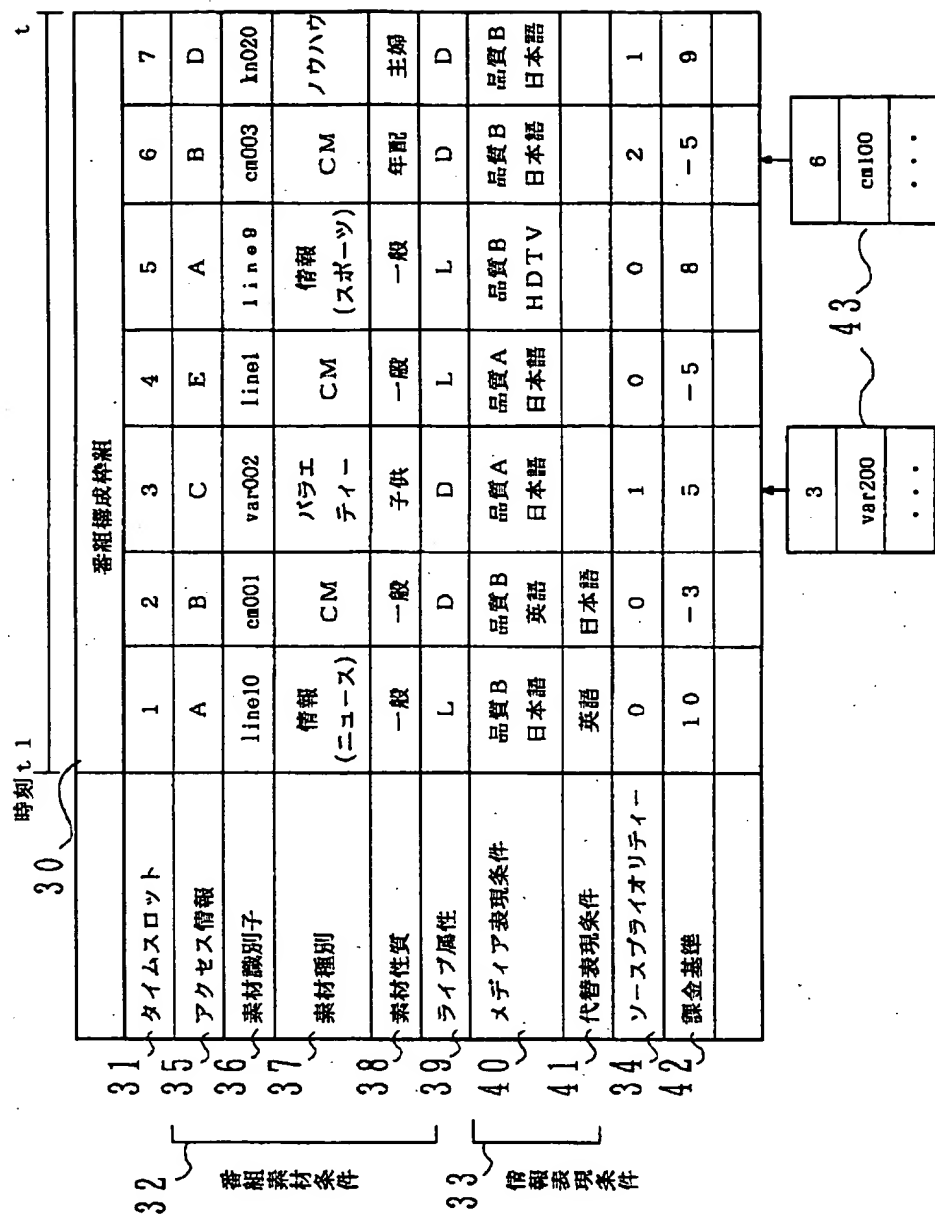 時刻t1 t
30
番組構成枠組
31 タイムスロット 1 2 3 4 5 6 7
35 アクセス情報 A B C E A B D
36 素材識別子 line10 cm001 var002 line1 line9 cm003 kn020
37 素材種別 情報 (ニュース) CM バラエティー CM 情報 (スポーツ) CM ノウハウ
38 素材性質 一般 一般 子供 一般 一般 年配 主婦
39 ライブ属性 L D D L L D D
40 メディア表現条件 品質B 日本語 品質B 英語 品質A 日本語 品質A 日本語 品質B HDTV 品質B 日本語 品質B 日本語
41 代替表現条件 英語 日本語
34 ソースプライオリティー 0 0 1 0 0 2 1
42 課金基準 10 -3 5 -5 8 -5 9
32 番組素材条件
33 情報表現条件
3
var200
・・・
43
6
cm100
・・・